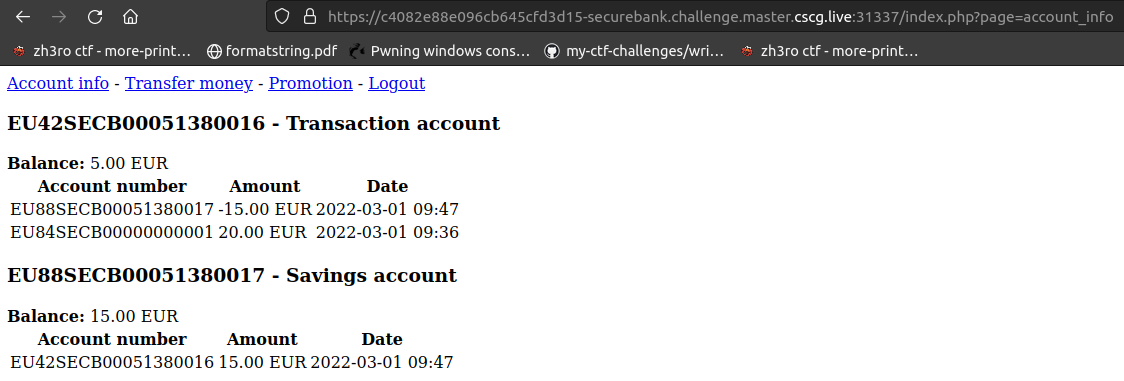 https://c4082e88e096cb645cfd3d15-securebank.challenge.master.cscg.live:31337/index.php?page=account_info
zh3ro ctf - more-print… formatstring.pdf Pwning windows cons… my-ctf-challenges/wri… zh3ro ctf - more-print…
Account info - Transfer money - Promotion - Logout
EU42SECB00051380016 - Transaction account
Balance: 5.00 EUR
Account number Amount Date
EU88SECB00051380017 -15.00 EUR 2022-03-01 09:47
EU84SECB00000000001 20.00 EUR 2022-03-01 09:36
EU88SECB00051380017 - Savings account
Balance: 15.00 EUR
Account number Amount Date
EU42SECB00051380016 15.00 EUR 2022-03-01 09:47